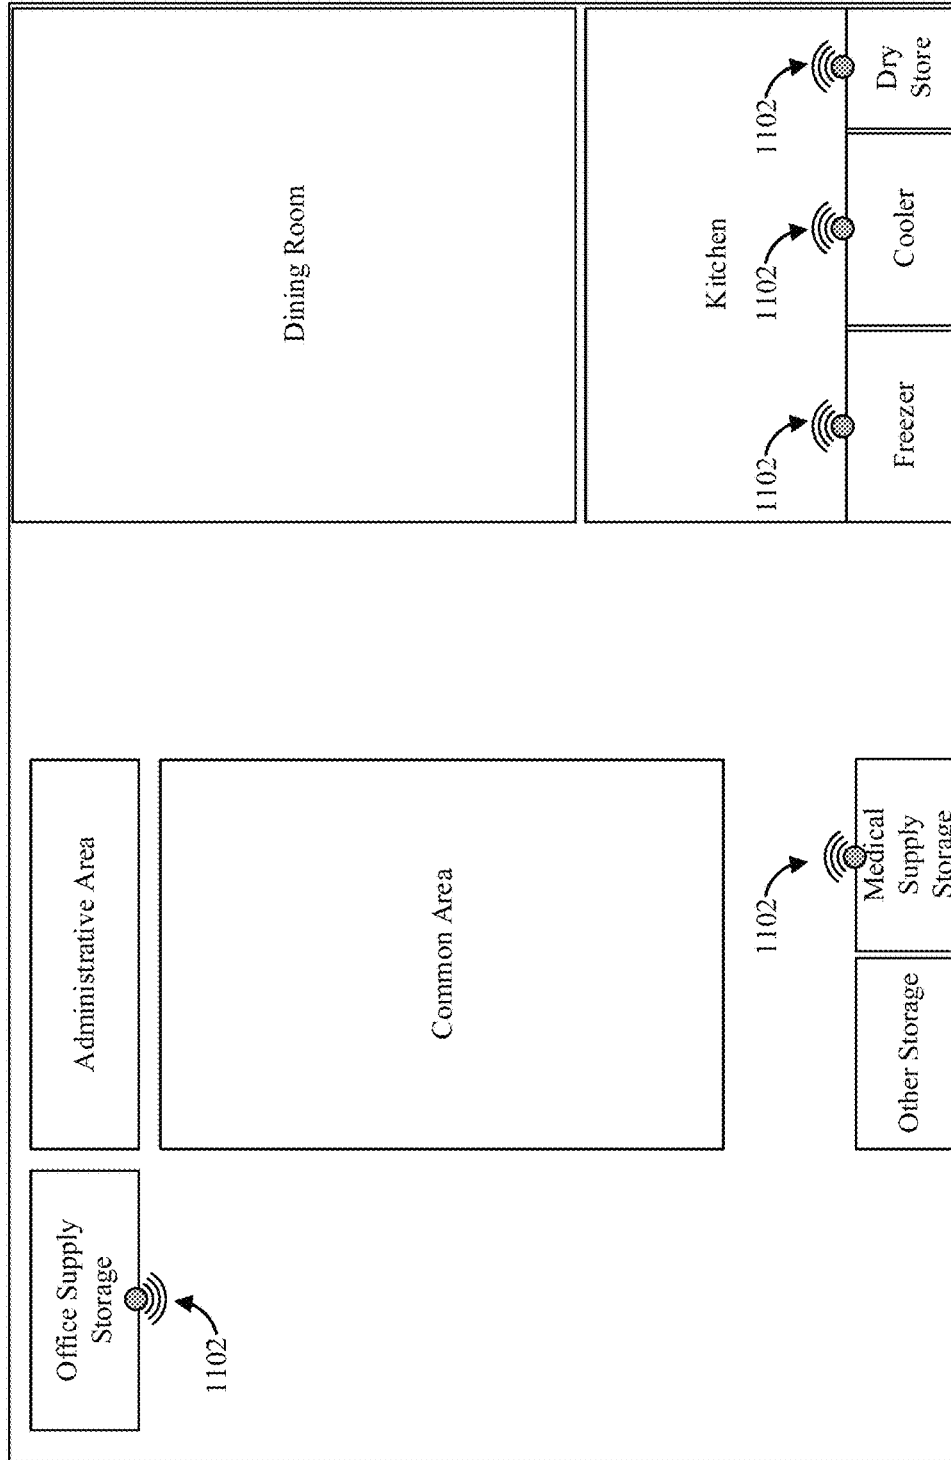 Office Supply
Storage
Administrative Area
Dining Room
1102
Common Area
Kitchen
1102
1102
1102
1102
Other Storage
Medical
Supply
Storage
Freezer
Cooler
Dry
Store